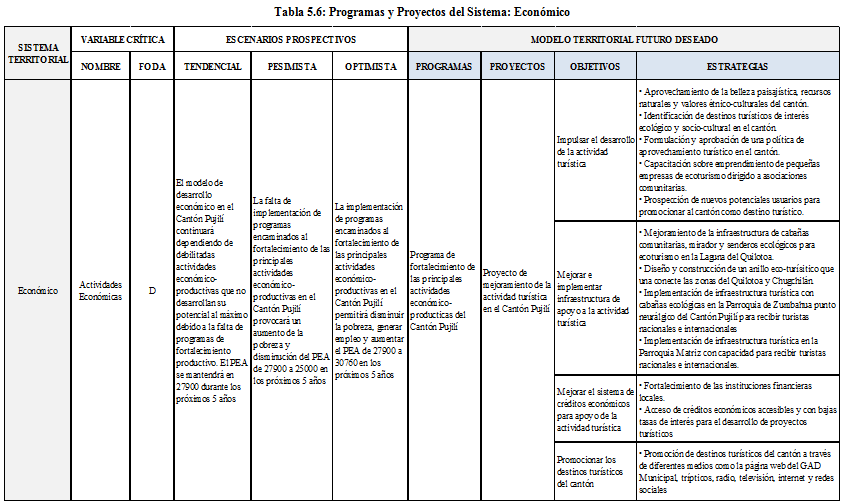 Tabla 5.6: Programas y Proyectos del Sistema: Económico
SISTEMA
TERRITORIAL
VARIABLE CRÍTICA
ESCENARIOS PROSPECTIVOS
MODELO TERRITORIAL FUTURO DESEADO
NOMBRE
FODA
TENDENCIAL
PESIMISTA
OPTIMISTA
PROGRAMAS
PROYECTOS
OBJETIVOS
ESTRATEGIAS
Económico
Actividades
Económicas
D
El modelo de
desarrollo
económico en el
Cantón Pujilí
continuará
dependiendo de
debilitadas
actividades
económico-
productivas que no
desarrollan su
potencial al máximo
debido a la falta de
programas de
fortalecimiento
productivo. El PEA
se mantendrá en
27900 durante los
próximos 5 años
La falta de
implementación de
programas
encaminados al
fortalecimiento de las
principales
actividades
económico-
productivas en el
Cantón Pujilí
provocará un
aumento de la
pobreza y
disminución del PEA
de 27900 a 25000 en
los próximos 5 años
La implementación
de programas
encaminados al
fortalecimiento de
las principales
actividades
económico-
productivas en el
Cantón Pujilí
permitirá disminuir
la pobreza, generar
empleo y aumentar
el PEA de 27900 a
30760 en los
próximos 5 años
Programa de
fortalecimiento de
las principales
actividades
económico-
producticas del
Cantón Pujilí
Proyecto de
mejoramiento de la
actividad turística
en el Cantón Pujilí
Impulsar el desarrollo
de la actividad
turística
• Aprovechamiento de la belleza paisajística, recursos
naturales y valores étnico-culturales del cantón.
• Identificación de destinos turísticos de interés
ecológico y socio-cultural en el cantón.
• Formulación y aprobación de una política de
aprovechamiento turístico en el cantón.
• Capacitación sobre emprendimiento de pequeñas
empresas de ecoturismo dirigido a asociaciones
comunitarias.
• Prospección de nuevos potenciales usuarios para
promocionar al cantón como destino turístico.
Mejorar e
implementar
infraestructura de
apoyo a la actividad
turística
• Mejoramiento de la infraestructura de cabañas
comunitarias, mirador y senderos ecológicos para
ecoturismo en la Laguna del Quilotoa.
• Diseño y construcción de un anillo eco-turísitico que
una conecte las zonas del Quilotoa y Chugchilán
• Implementación de infraestructura turística con
cabañas ecológicas en la Parroquia de Zumbahua punto
neurálgico del Cantón Pujilí para recibir turistas
nacionales e internacionales
• Implementación de infraestructura turística en la
Parroquia Matriz con capacidad para recibir turistas
nacionales e internacionales.
Mejorar el sistema de
créditos económicos
para apoyo de la
actividad turística
• Fortalecimiento de las instituciones financieras
locales.
• Acceso de créditos económicos accesibles y con bajas
tasas de interés para el desarrollo de proyectos
turísticos
Promocionar los
destinos turísticos
del cantón
• Promoción de destinos turísticos del cantón a través
de diferentes medios como la página web del GAD
Municipal, trípticos, radio, televisión, internet y redes
sociales